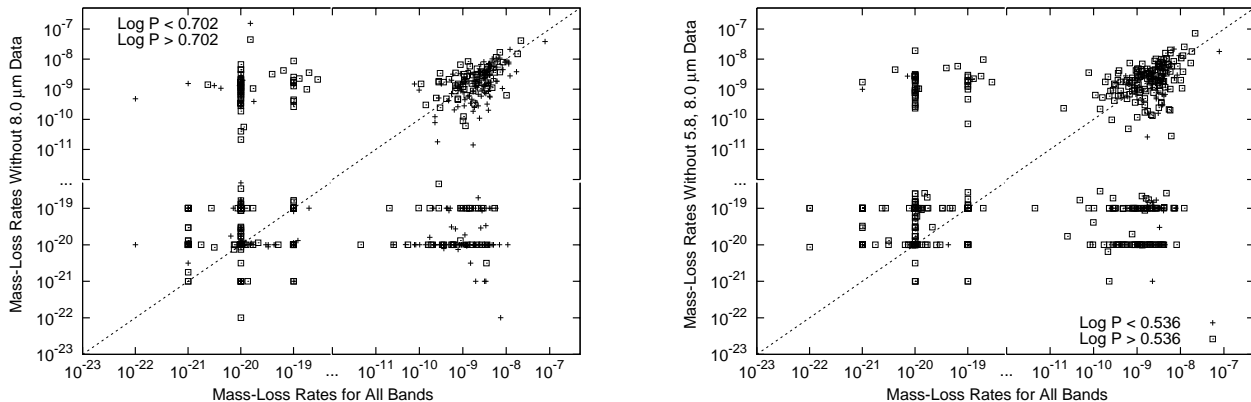 Log P < 0.702
Log P > 0.702
Mass-Loss Rates Without 8.0 μm Data
10⁻⁷
10⁻⁸
10⁻⁹
10⁻¹⁰
10⁻¹¹
...
10⁻¹⁹
10⁻²⁰
10⁻²¹
10⁻²²
10⁻²³
10⁻²³ 10⁻²² 10⁻²¹ 10⁻²⁰ 10⁻¹⁹ ... 10⁻¹¹ 10⁻¹⁰ 10⁻⁹ 10⁻⁸ 10⁻⁷
Mass-Loss Rates for All Bands
Mass-Loss Rates Without 5.8, 8.0 μm Data
10⁻⁷
10⁻⁸
10⁻⁹
10⁻¹⁰
10⁻¹¹
...
10⁻¹⁹
10⁻²⁰
10⁻²¹
10⁻²²
10⁻²³
Log P < 0.536
Log P > 0.536
10⁻²³ 10⁻²² 10⁻²¹ 10⁻²⁰ 10⁻¹⁹ ... 10⁻¹¹ 10⁻¹⁰ 10⁻⁹ 10⁻⁸ 10⁻⁷
Mass-Loss Rates for All Bands